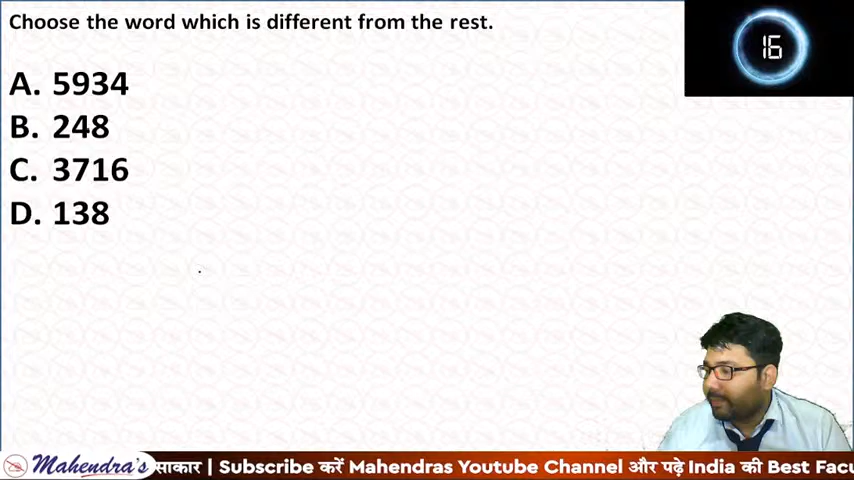 Choose the word which is different from the rest.
16
A. 5934
B. 248
C. 3716
D. 138
Mahendra's साकार | Subscribe करें Mahendras Youtube Channel और पढ़े India की Best